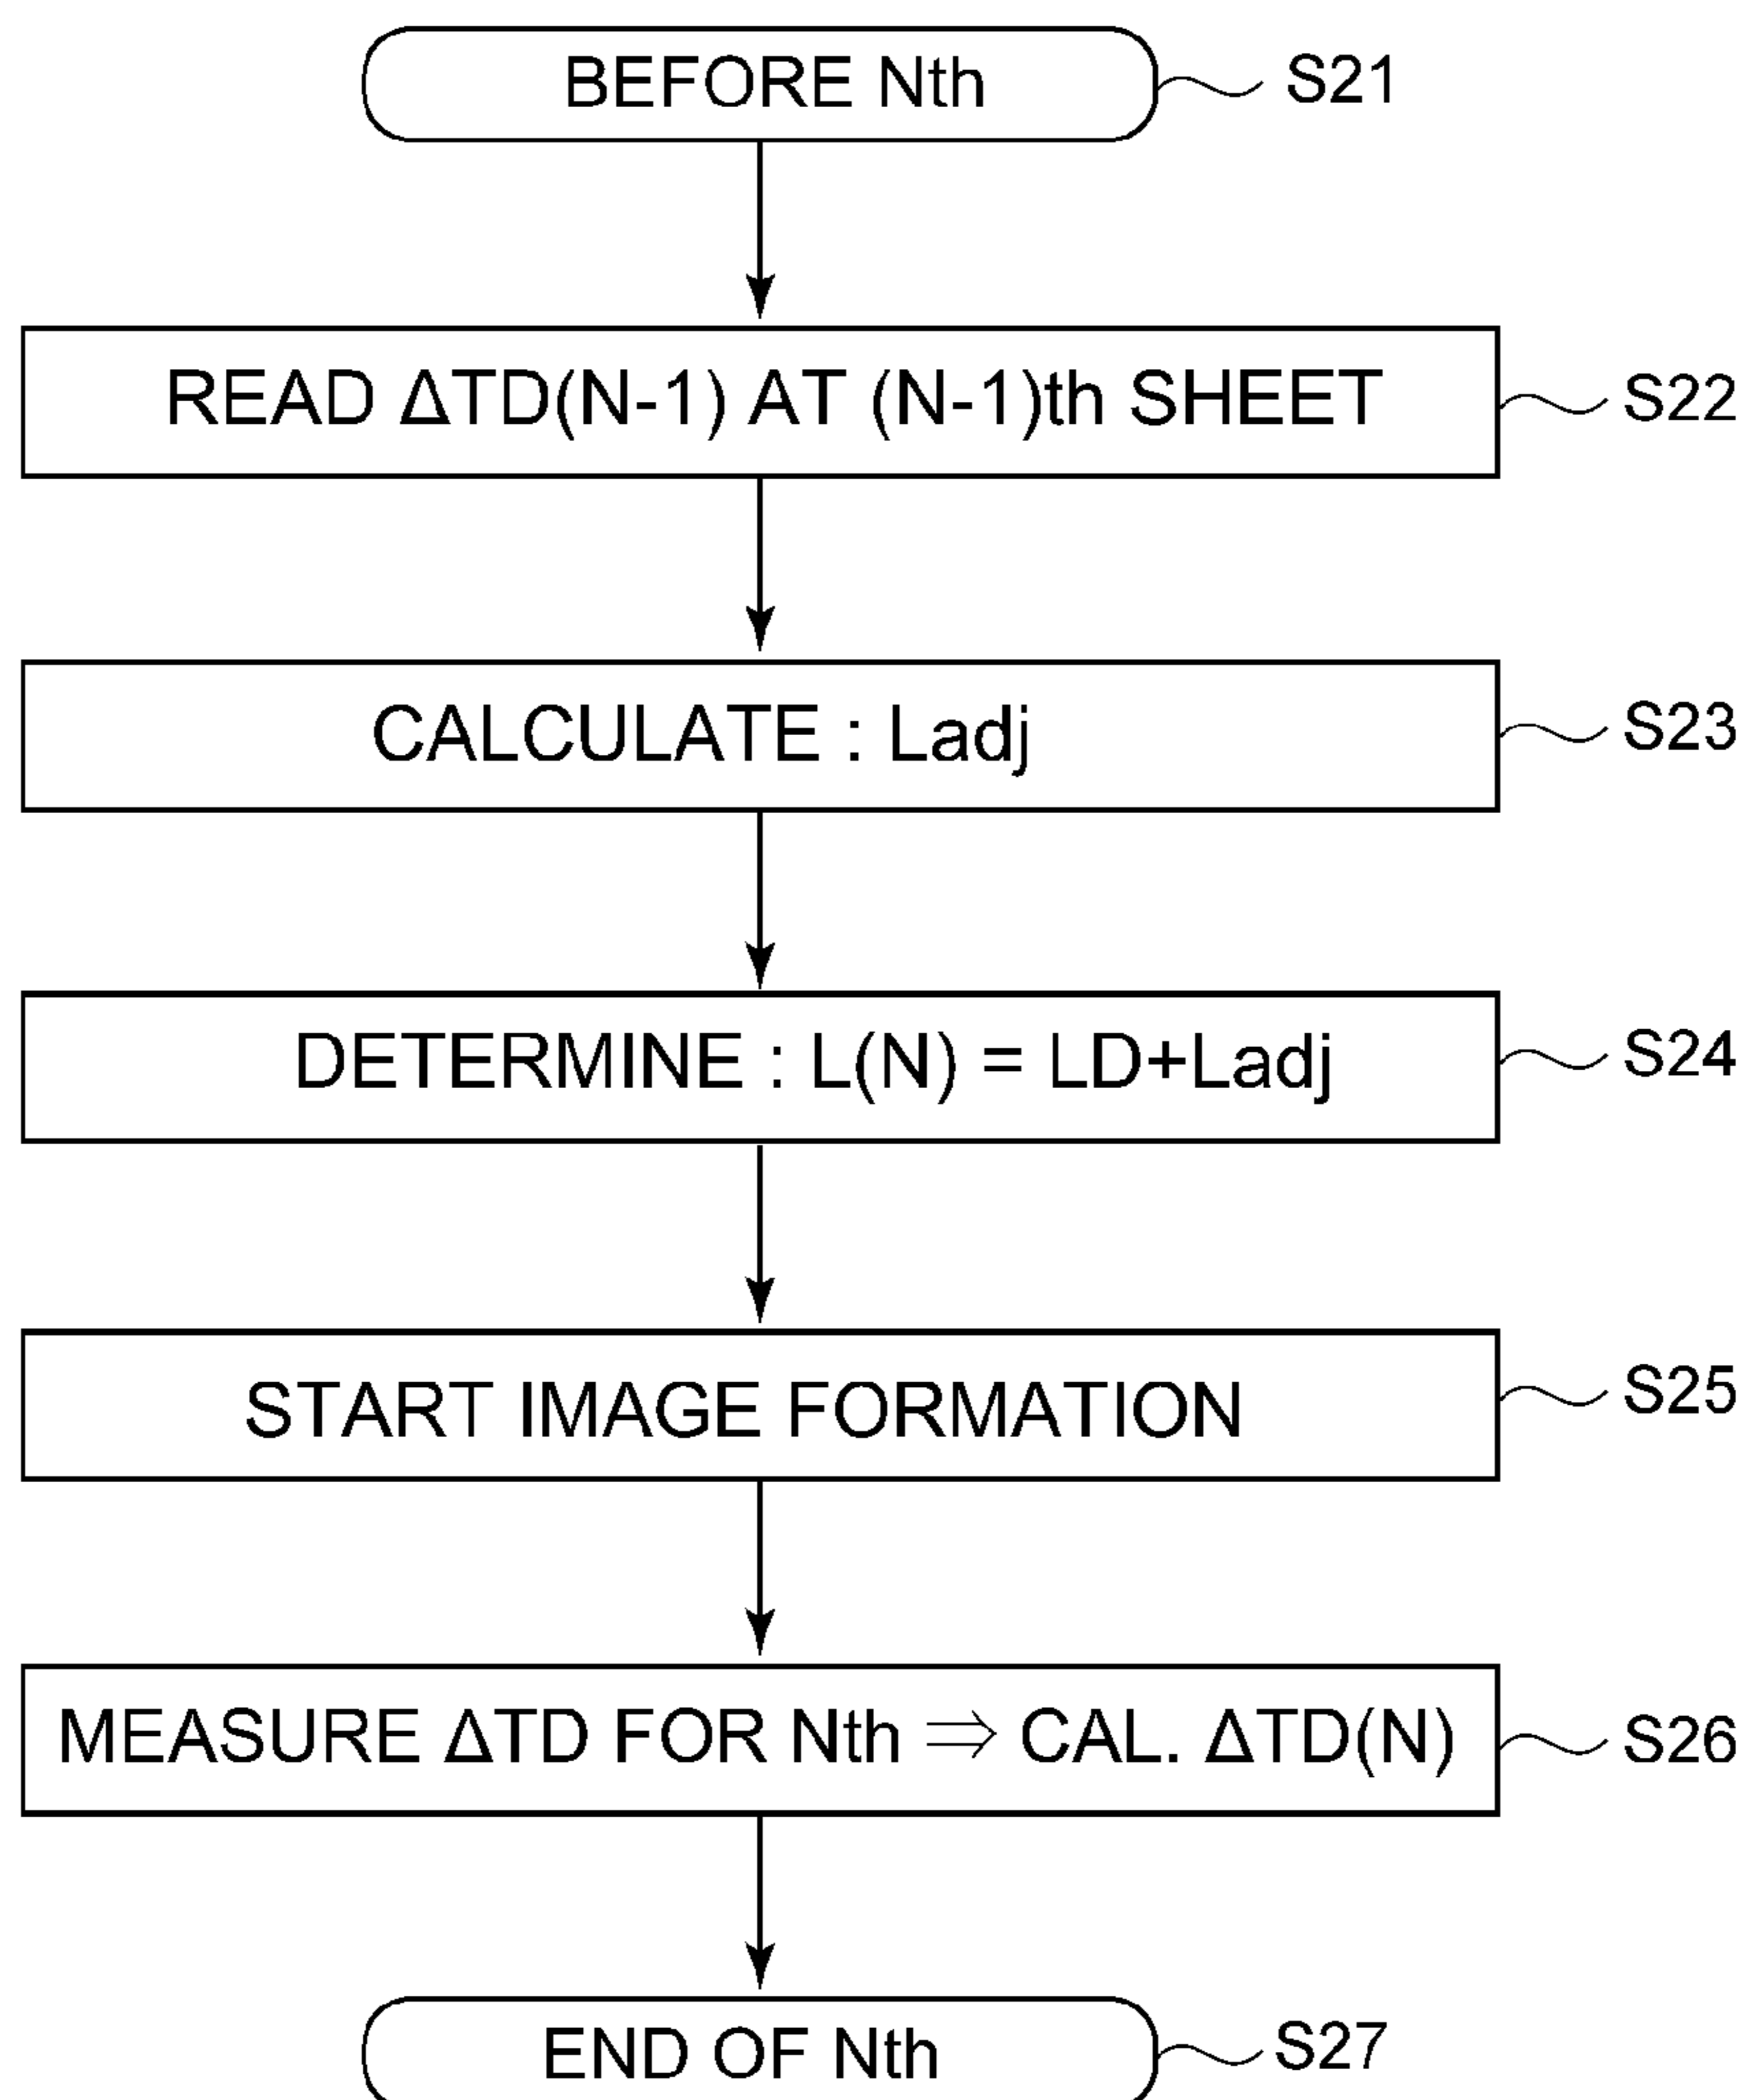 BEFORE Nth S21
READ ΔTD(N-1) AT (N-1)th SHEET S22
CALCULATE : Ladj S23
DETERMINE : L(N) = LD+Ladj S24
START IMAGE FORMATION S25
MEASURE ΔTD FOR Nth ⇒ CAL. ΔTD(N) S26
END OF Nth S27